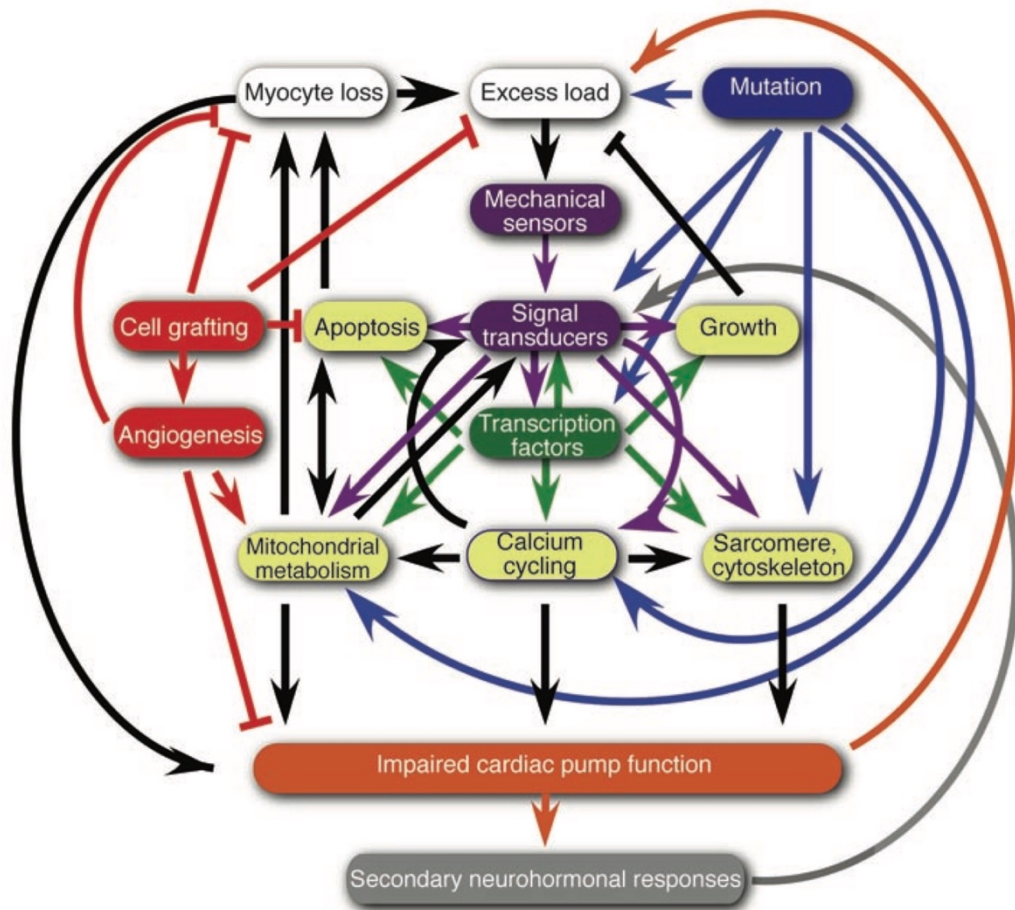 Myocyte loss
Excess load
Mutation
Mechanical
sensors
Cell grafting
Apoptosis
Signal
transducers
Growth
Angiogenesis
Transcription
factors
Mitochondrial
metabolism
Calcium
cycling
Sarcomere,
cytoskeleton
Impaired cardiac pump function
Secondary neurohormonal responses